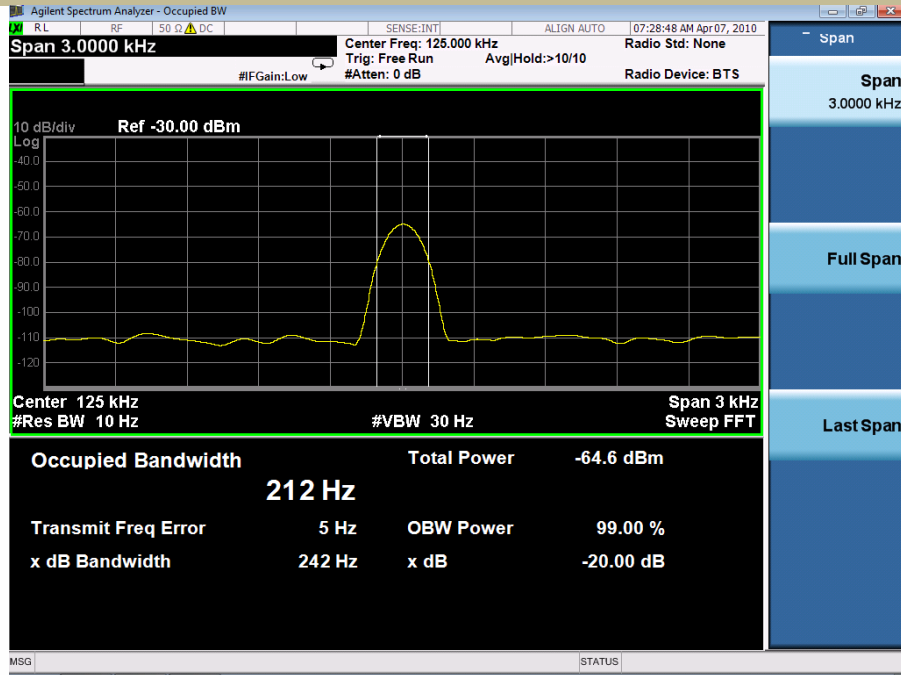 Agilent Spectrum Analyzer - Occupied BW
LXI RL RF 50 Ω DC SENSE:INT ALIGN AUTO 07:28:48 AM Apr 07, 2010
Span 3.0000 kHz
Center Freq: 125.000 kHz Radio Std: None
Trig: Free Run Avg|Hold:>10/10
#IFGain:Low #Atten: 0 dB Radio Device: BTS
10 dB/div Ref -30.00 dBm
Log
-40.0
-50.0
-60.0
-70.0
-80.0
-90.0
-100
-110
-120
Center 125 kHz Span 3 kHz
#Res BW 10 Hz #VBW 30 Hz Sweep FFT
Occupied Bandwidth Total Power -64.6 dBm
212 Hz
Transmit Freq Error 5 Hz OBW Power 99.00 %
x dB Bandwidth 242 Hz x dB -20.00 dB
MSG STATUS
Span
Span
3.0000 kHz
Full Span
Last Span